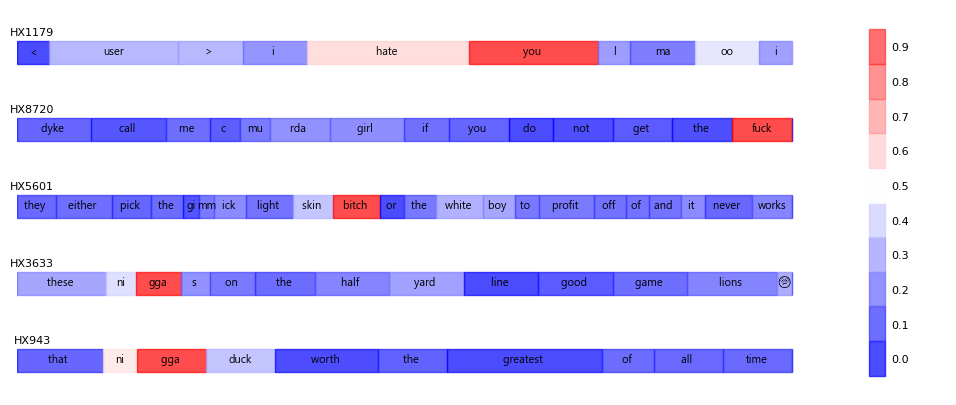 HX1179
< user > i hate you l ma oo i
HX8720
dyke call me c mu rda girl if you do not get the fuck
HX5601
they either pick the gi mm ick light skin bitch or the white boy to profit off of and it never works
HX3633
these ni gga s on the half yard line good game lions
HX943
that ni gga duck worth the greatest of all time
0.9
0.8
0.7
0.6
0.5
0.4
0.3
0.2
0.1
0.0